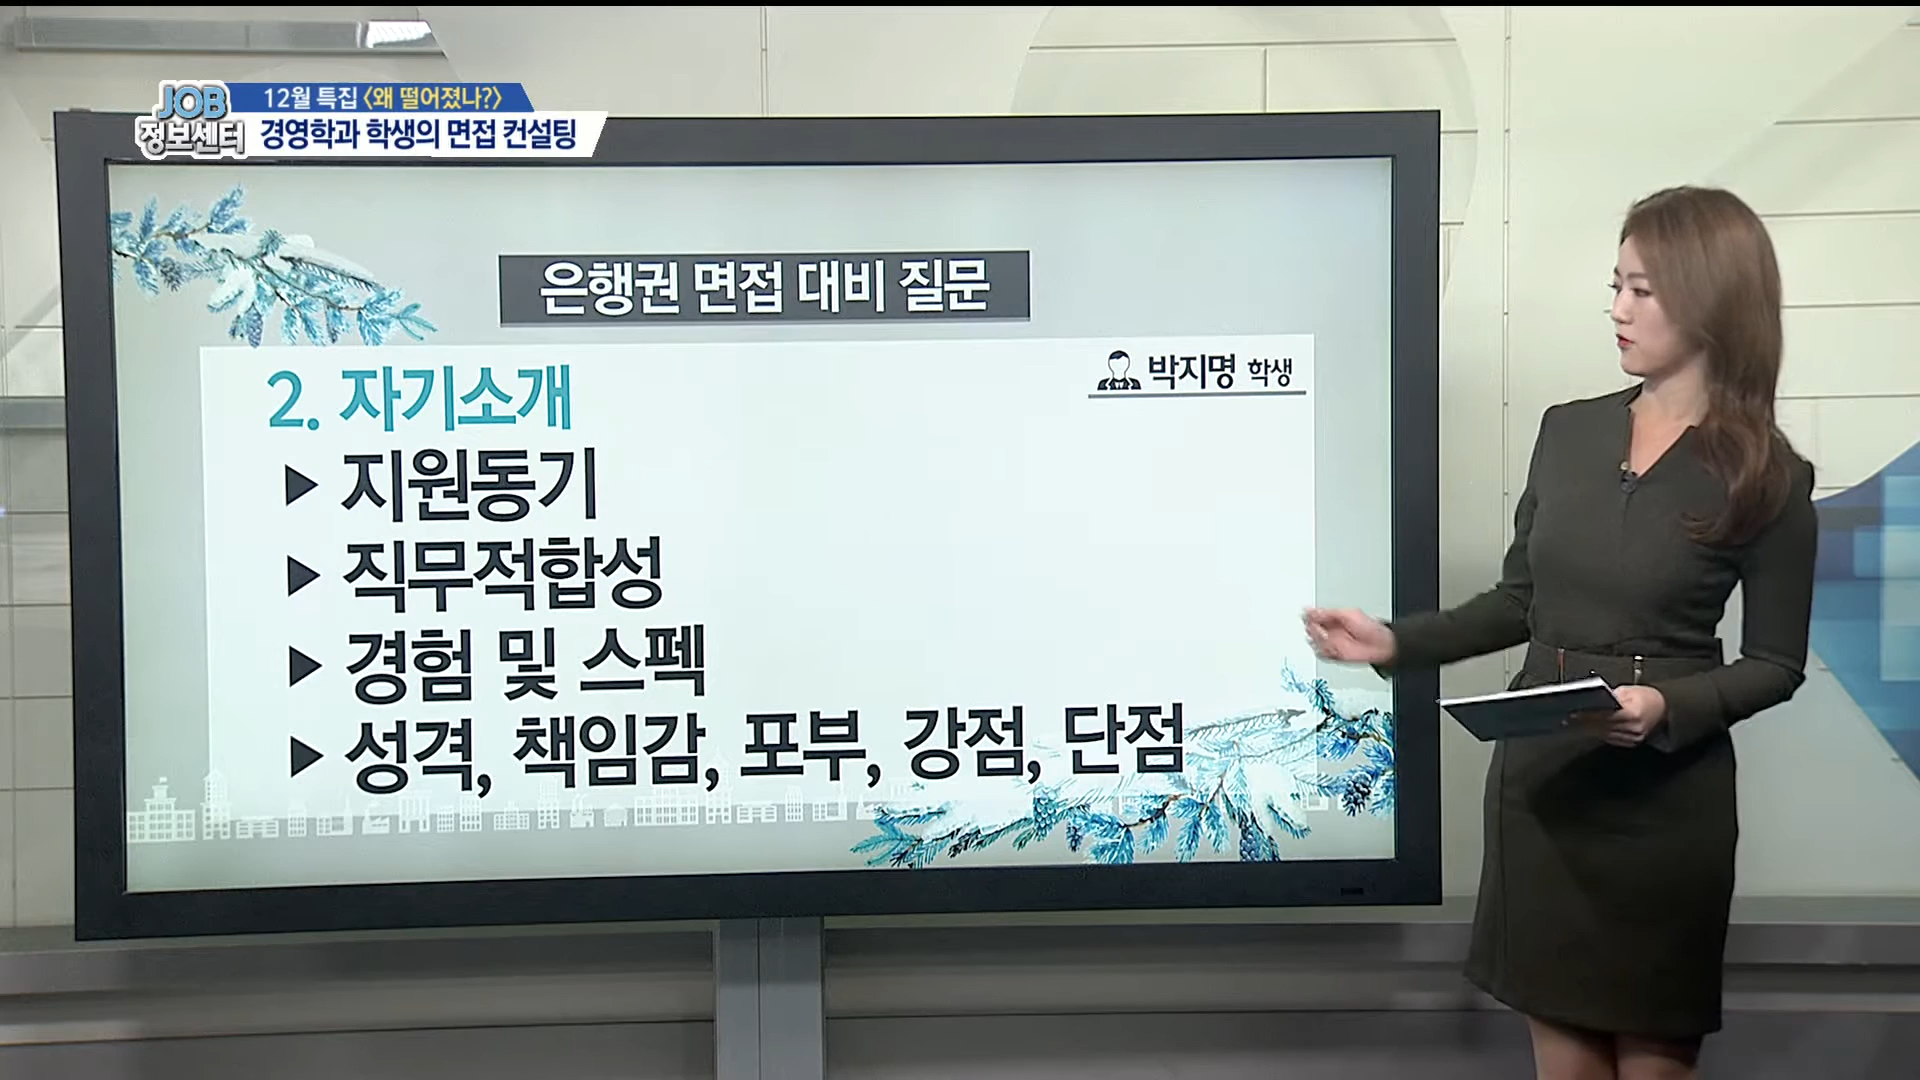 JOB
정보센터
12월 특집 <왜 떨어졌나?>
경영학과 학생의 면접 컨설팅
은행권 면접 대비 질문
박지명 학생
2. 자기소개
▶ 지원동기
▶ 직무적합성
▶ 경험 및 스펙
▶ 성격, 책임감, 포부, 강점, 단점